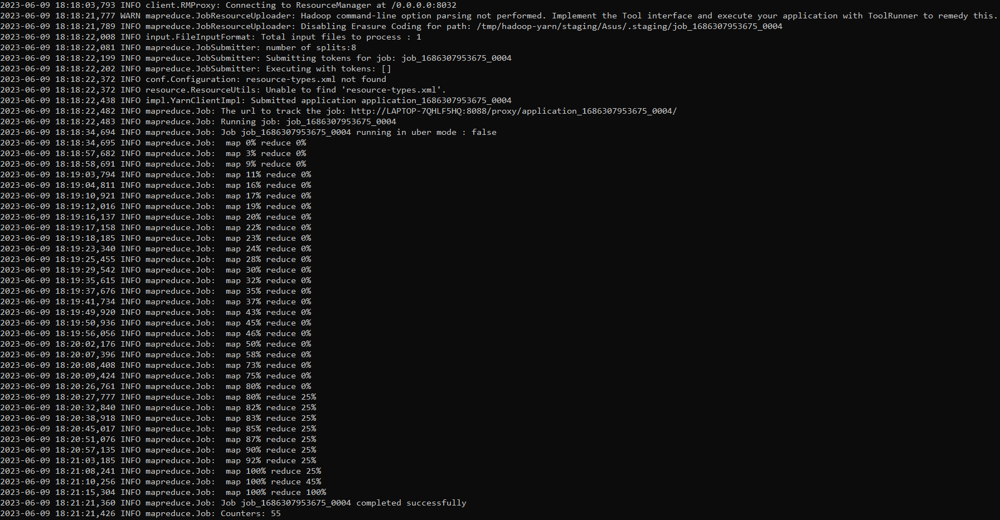 2023-06-09 18:18:03,793 INFO client.RMProxy: Connecting to ResourceManager at /0.0.0.0:8032
2023-06-09 18:18:21,777 WARN mapreduce.JobResourceUploader: Hadoop command-line option parsing not performed. Implement the Tool interface and execute your application with ToolRunner to remedy this.
2023-06-09 18:18:21,789 INFO mapreduce.JobResourceUploader: Disabling Erasure Coding for path: /tmp/hadoop-yarn/staging/Asus/.staging/job_1686307953675_0004
2023-06-09 18:18:22,008 INFO input.FileInputFormat: Total input files to process : 1
2023-06-09 18:18:22,081 INFO mapreduce.JobSubmitter: number of splits:8
2023-06-09 18:18:22,199 INFO mapreduce.JobSubmitter: Submitting tokens for job: job_1686307953675_0004
2023-06-09 18:18:22,202 INFO mapreduce.JobSubmitter: Executing with tokens: []
2023-06-09 18:18:22,372 INFO conf.Configuration: resource-types.xml not found
2023-06-09 18:18:22,372 INFO resource.ResourceUtils: Unable to find 'resource-types.xml'.
2023-06-09 18:18:22,438 INFO impl.YarnClientImpl: Submitted application application_1686307953675_0004
2023-06-09 18:18:22,482 INFO mapreduce.Job: The url to track the job: http://LAPTOP-7QHLF5HQ:8088/proxy/application_1686307953675_0004/
2023-06-09 18:18:22,483 INFO mapreduce.Job: Running job: job_1686307953675_0004
2023-06-09 18:18:34,694 INFO mapreduce.Job: Job job_1686307953675_0004 running in uber mode : false
2023-06-09 18:18:34,695 INFO mapreduce.Job:  map 0% reduce 0%
2023-06-09 18:18:57,682 INFO mapreduce.Job:  map 3% reduce 0%
2023-06-09 18:18:58,691 INFO mapreduce.Job:  map 9% reduce 0%
2023-06-09 18:19:03,794 INFO mapreduce.Job:  map 11% reduce 0%
2023-06-09 18:19:04,811 INFO mapreduce.Job:  map 16% reduce 0%
2023-06-09 18:19:10,921 INFO mapreduce.Job:  map 17% reduce 0%
2023-06-09 18:19:12,016 INFO mapreduce.Job:  map 19% reduce 0%
2023-06-09 18:19:16,137 INFO mapreduce.Job:  map 20% reduce 0%
2023-06-09 18:19:17,158 INFO mapreduce.Job:  map 22% reduce 0%
2023-06-09 18:19:18,185 INFO mapreduce.Job:  map 23% reduce 0%
2023-06-09 18:19:23,340 INFO mapreduce.Job:  map 24% reduce 0%
2023-06-09 18:19:25,455 INFO mapreduce.Job:  map 28% reduce 0%
2023-06-09 18:19:29,542 INFO mapreduce.Job:  map 30% reduce 0%
2023-06-09 18:19:35,615 INFO mapreduce.Job:  map 32% reduce 0%
2023-06-09 18:19:37,676 INFO mapreduce.Job:  map 35% reduce 0%
2023-06-09 18:19:41,734 INFO mapreduce.Job:  map 37% reduce 0%
2023-06-09 18:19:49,920 INFO mapreduce.Job:  map 43% reduce 0%
2023-06-09 18:19:50,936 INFO mapreduce.Job:  map 45% reduce 0%
2023-06-09 18:19:56,056 INFO mapreduce.Job:  map 46% reduce 0%
2023-06-09 18:20:02,176 INFO mapreduce.Job:  map 50% reduce 0%
2023-06-09 18:20:07,396 INFO mapreduce.Job:  map 58% reduce 0%
2023-06-09 18:20:08,408 INFO mapreduce.Job:  map 73% reduce 0%
2023-06-09 18:20:09,424 INFO mapreduce.Job:  map 75% reduce 0%
2023-06-09 18:20:26,761 INFO mapreduce.Job:  map 80% reduce 0%
2023-06-09 18:20:27,777 INFO mapreduce.Job:  map 80% reduce 25%
2023-06-09 18:20:32,840 INFO mapreduce.Job:  map 82% reduce 25%
2023-06-09 18:20:38,918 INFO mapreduce.Job:  map 83% reduce 25%
2023-06-09 18:20:45,017 INFO mapreduce.Job:  map 85% reduce 25%
2023-06-09 18:20:51,076 INFO mapreduce.Job:  map 87% reduce 25%
2023-06-09 18:20:57,135 INFO mapreduce.Job:  map 90% reduce 25%
2023-06-09 18:21:03,185 INFO mapreduce.Job:  map 92% reduce 25%
2023-06-09 18:21:08,241 INFO mapreduce.Job:  map 100% reduce 25%
2023-06-09 18:21:10,256 INFO mapreduce.Job:  map 100% reduce 45%
2023-06-09 18:21:15,304 INFO mapreduce.Job:  map 100% reduce 100%
2023-06-09 18:21:21,360 INFO mapreduce.Job: Job job_1686307953675_0004 completed successfully
2023-06-09 18:21:21,426 INFO mapreduce.Job: Counters: 55